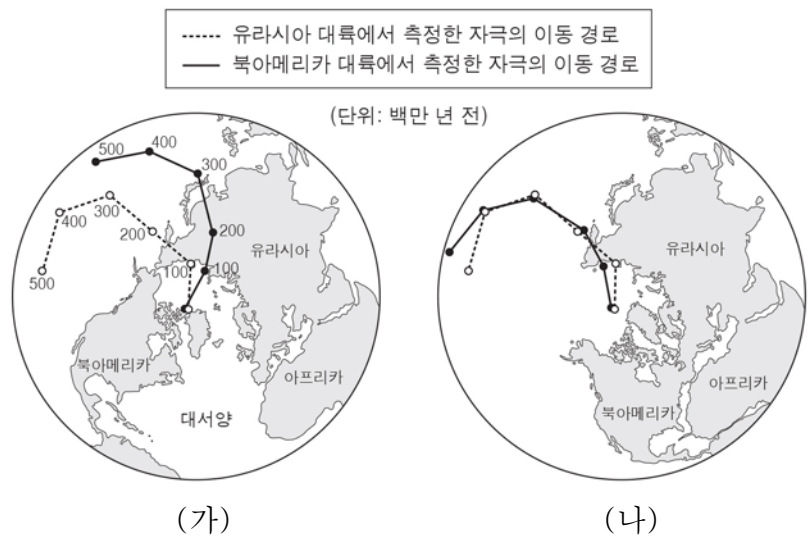 유라시아 대륙에서 측정한 자극의 이동 경로
북아메리카 대륙에서 측정한 자극의 이동 경로
(단위: 백만 년 전)
500
400
300
200
100
500
400
300
200
100
유라시아
북아메리카
아프리카
대서양
(가)
유라시아
북아메리카
아프리카
(나)